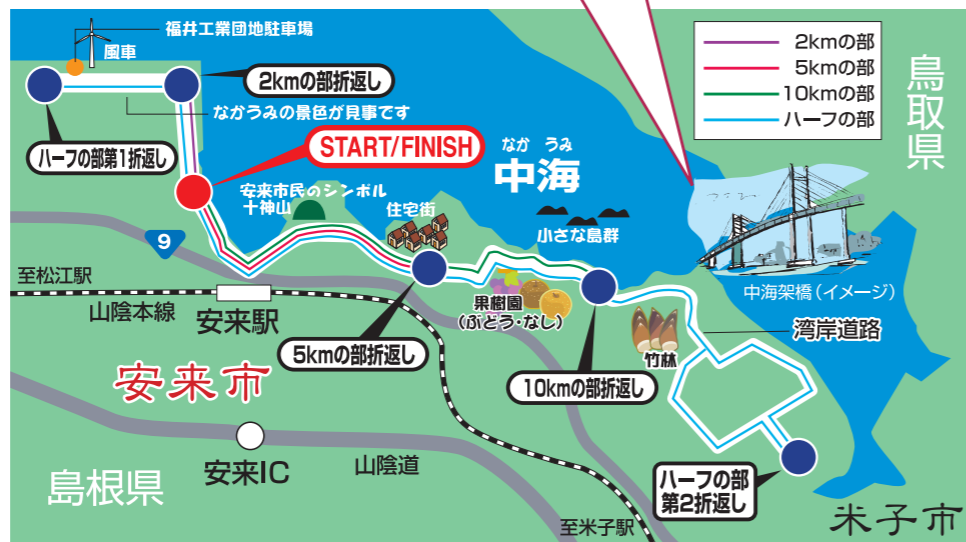 福井工業団地駐車場
風車
2kmの部折返し
なかうみの景色が見事です
ハーフの部第1折返し
START/FINISH
2kmの部
5kmの部
10kmの部
ハーフの部
鳥取県
なか うみ
中海
安来市民のシンボル
十神山
住宅街
小さな島群
9
至松江駅
山陰本線
安来駅
果樹園
(ぶどう・なし)
中海架橋(イメージ)
湾岸道路
竹林
5kmの部折返し
10kmの部折返し
安来市
安来IC
山陰道
島根県
ハーフの部
第2折返し
至米子駅
米子市